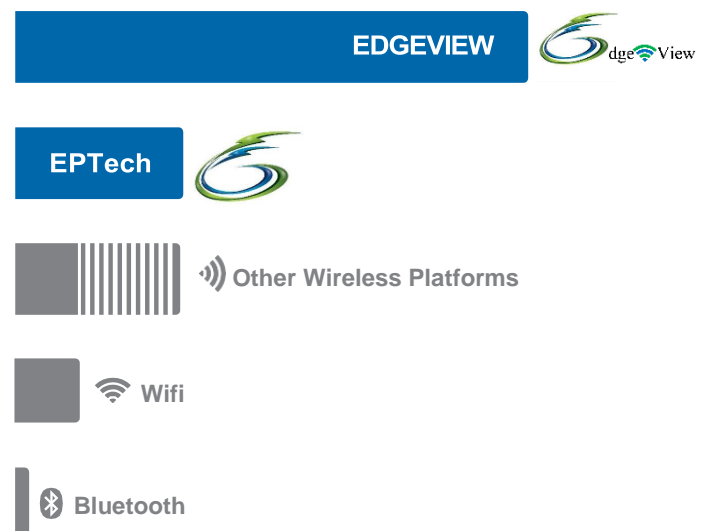 EDGEVIEW
dge View
EPTech
Other Wireless Platforms
Wifi
Bluetooth